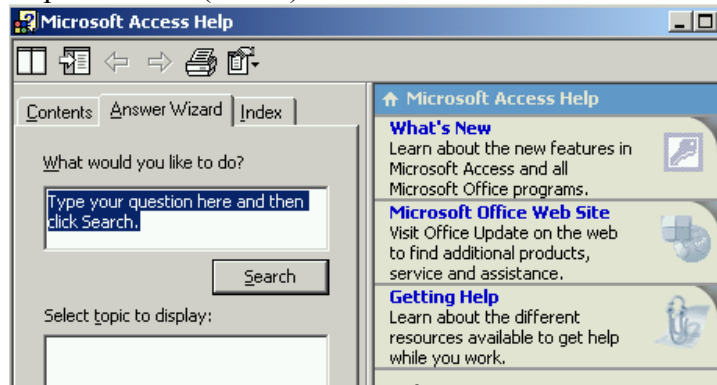 Microsoft Access Help
Contents Answer Wizard Index
What would you like to do?
Type your question here and then
click Search.
Search
Select topic to display:
Microsoft Access Help
What's New
Learn about the new features in
Microsoft Access and all
Microsoft Office programs.
Microsoft Office Web Site
Visit Office Update on the web
to find additional products,
service and assistance.
Getting Help
Learn about the different
resources available to get help
while you work.